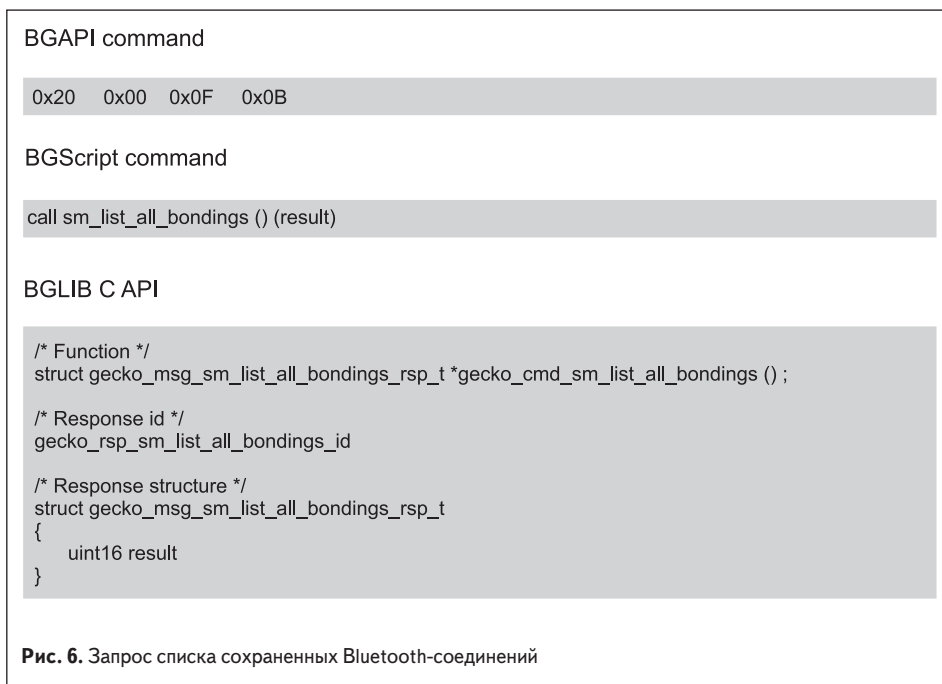 BGAPI command
0x20 0x00 0x0F 0x0B
BGScript command
call sm_list_all_bondings () (result)
BGLIB C API
/* Function */
struct gecko_msg_sm_list_all_bondings_rsp_t *gecko_cmd_sm_list_all_bondings () ;
/* Response id */
gecko_rsp_sm_list_all_bondings_id
/* Response structure */
struct gecko_msg_sm_list_all_bondings_rsp_t
{
uint16 result
}
Рис. 6. Запрос списка сохраненных Bluetooth-соединений